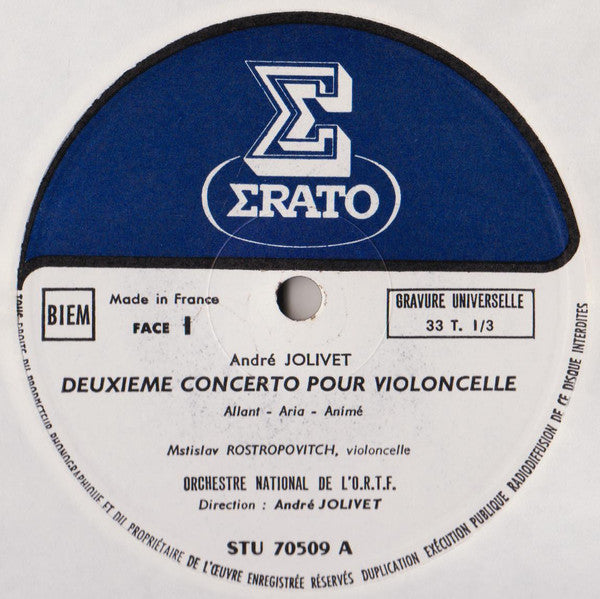 Σ
ΣRATO
BIEM
Made in France
FACE 1
GRAVURE UNIVERSELLE
33 T. 1/3
André JOLIVET
DEUXIEME CONCERTO POUR VIOLONCELLE
Allant - Aria - Animé
Mstislav ROSTROPOVITCH, violoncelle
ORCHESTRE NATIONAL DE L'O.R.T.F.
Direction : André JOLIVET
STU 70509 A
TOUS DROITS DU PRODUCTEUR PHONOGRAPHIQUE ET DU PROPRIÉTAIRE DE L'ŒUVRE ENREGISTRÉE RÉSERVÉS DUPLICATION EXÉCUTION PUBLIQUE RADIODIFFUSION DE CE DISQUE INTERDITES